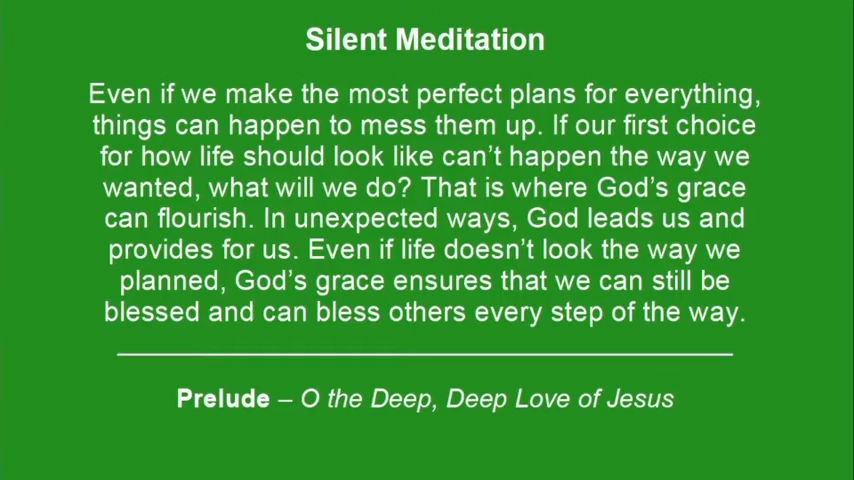 Silent Meditation
Even if we make the most perfect plans for everything,
things can happen to mess them up. If our first choice
for how life should look like can’t happen the way we
wanted, what will we do? That is where God’s grace
can flourish. In unexpected ways, God leads us and
provides for us. Even if life doesn’t look the way we
planned, God’s grace ensures that we can still be
blessed and can bless others every step of the way.
Prelude – O the Deep, Deep Love of Jesus